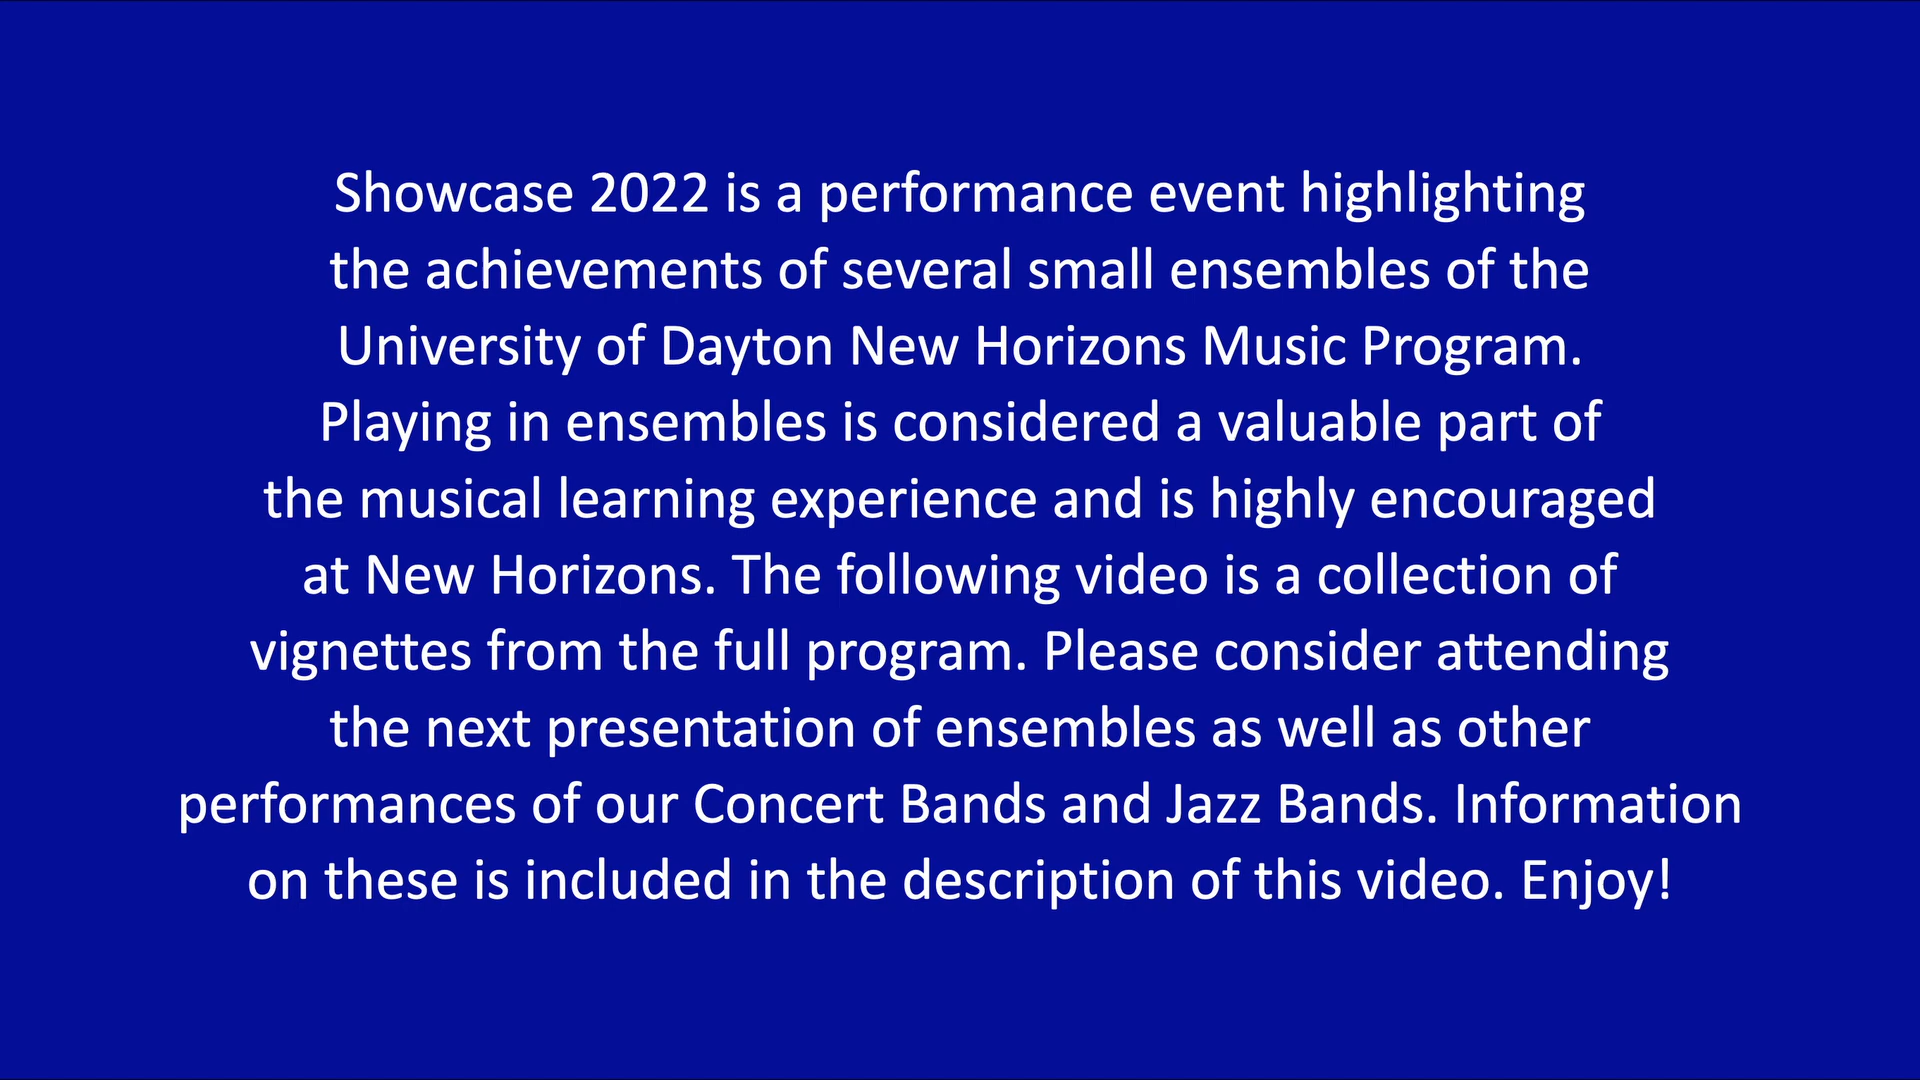 Showcase 2022 is a performance event highlighting
the achievements of several small ensembles of the
University of Dayton New Horizons Music Program.
Playing in ensembles is considered a valuable part of
the musical learning experience and is highly encouraged
at New Horizons. The following video is a collection of
vignettes from the full program. Please consider attending
the next presentation of ensembles as well as other
performances of our Concert Bands and Jazz Bands. Information
on these is included in the description of this video. Enjoy!